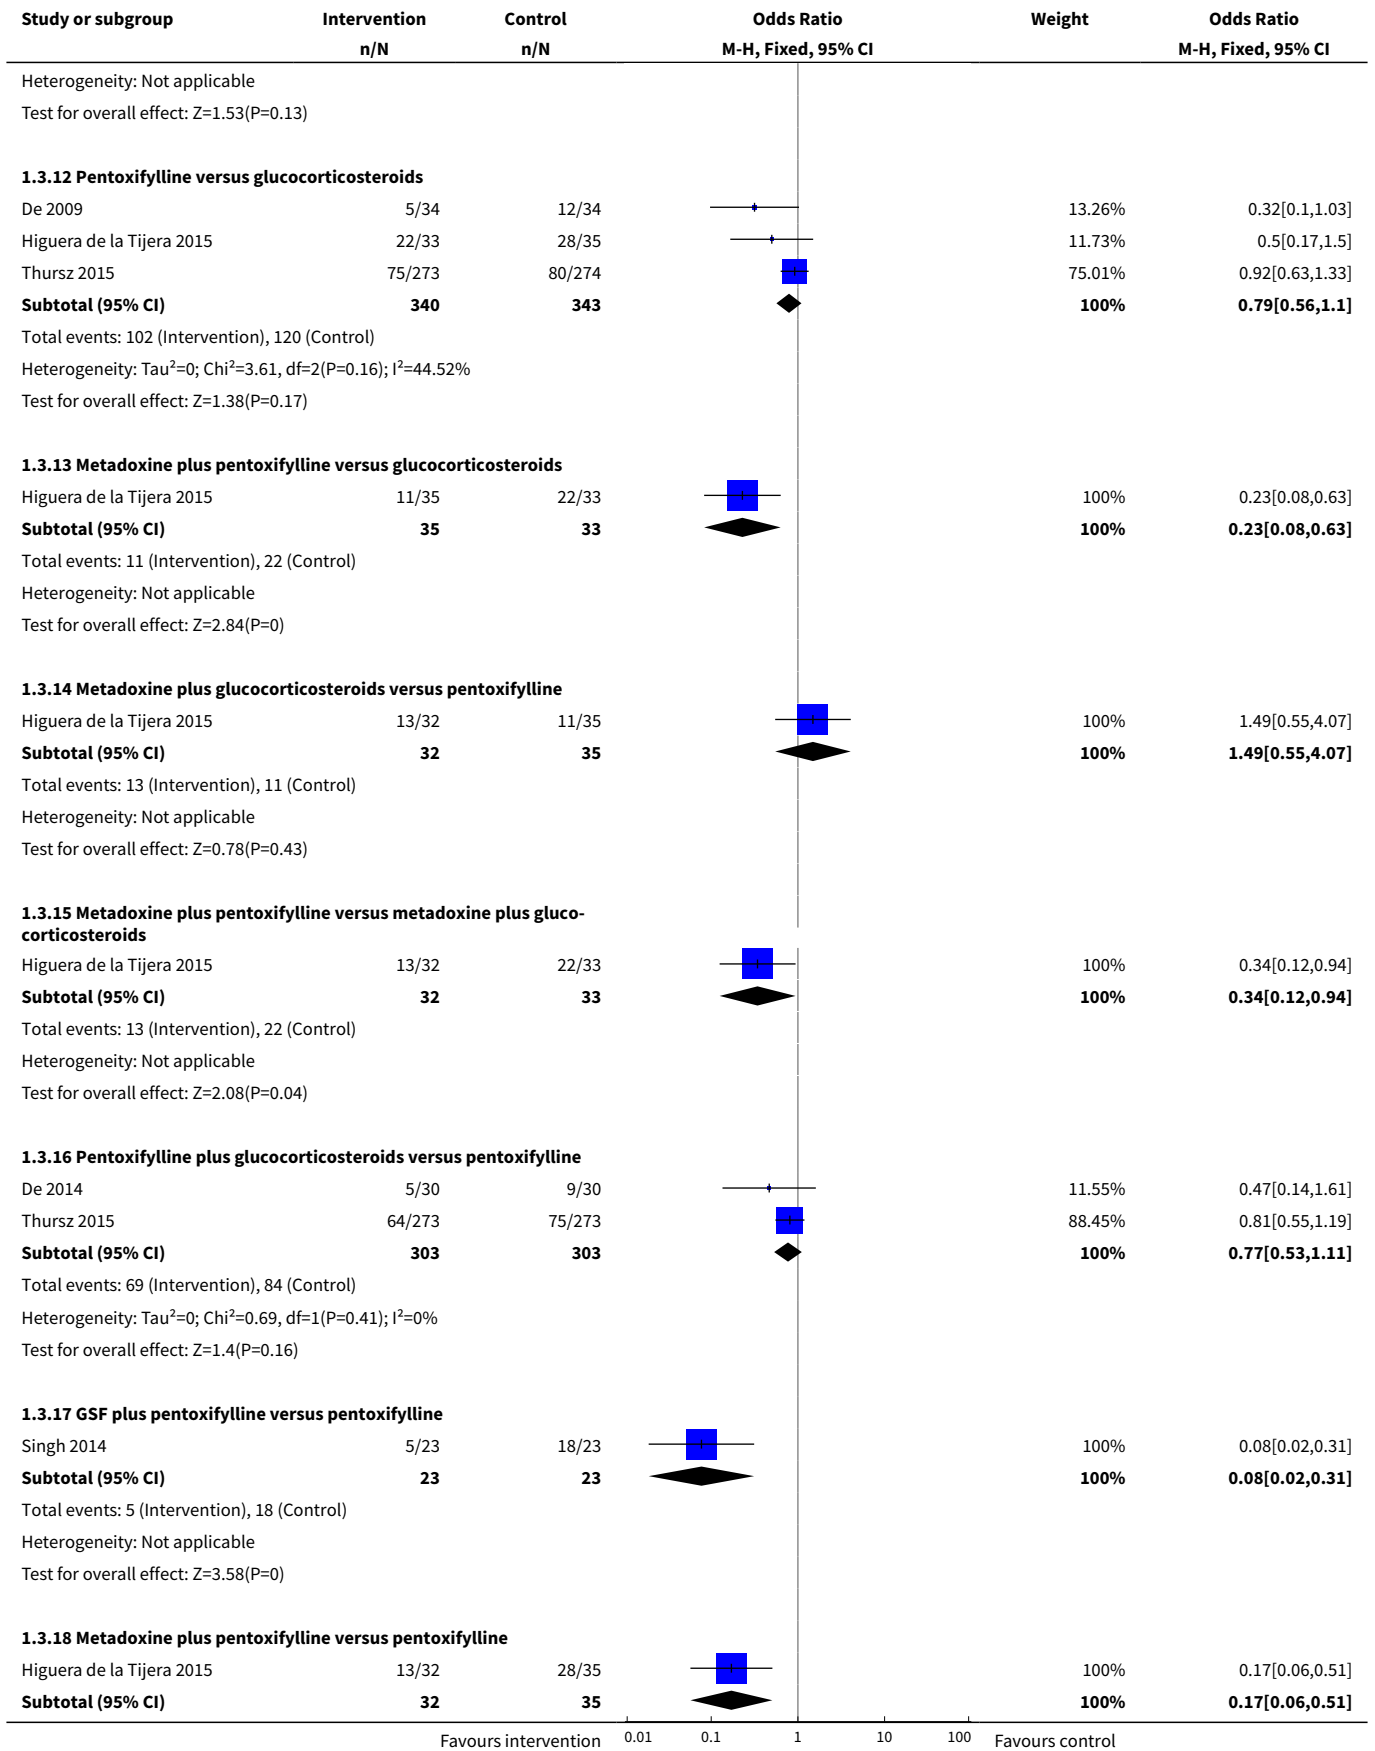 Study or subgroup Intervention Control Odds Ratio Weight Odds Ratio
n/N n/N M-H, Fixed, 95% CI M-H, Fixed, 95% CI
Heterogeneity: Not applicable
Test for overall effect: Z=1.53(P=0.13)
1.3.12 Pentoxifylline versus glucocorticosteroids
De 2009 5/34 12/34 13.26% 0.32[0.1,1.03]
Higuera de la Tijera 2015 22/33 28/35 11.73% 0.5[0.17,1.5]
Thursz 2015 75/273 80/274 75.01% 0.92[0.63,1.33]
Subtotal (95% CI) 340 343 100% 0.79[0.56,1.1]
Total events: 102 (Intervention), 120 (Control)
Heterogeneity: Tau²=0; Chi²=3.61, df=2(P=0.16); I²=44.52%
Test for overall effect: Z=1.38(P=0.17)
1.3.13 Metadoxine plus pentoxifylline versus glucocorticosteroids
Higuera de la Tijera 2015 11/35 22/33 100% 0.23[0.08,0.63]
Subtotal (95% CI) 35 33 100% 0.23[0.08,0.63]
Total events: 11 (Intervention), 22 (Control)
Heterogeneity: Not applicable
Test for overall effect: Z=2.84(P=0)
1.3.14 Metadoxine plus glucocorticosteroids versus pentoxifylline
Higuera de la Tijera 2015 13/32 11/35 100% 1.49[0.55,4.07]
Subtotal (95% CI) 32 35 100% 1.49[0.55,4.07]
Total events: 13 (Intervention), 11 (Control)
Heterogeneity: Not applicable
Test for overall effect: Z=0.78(P=0.43)
1.3.15 Metadoxine plus pentoxifylline versus metadoxine plus gluco-
corticosteroids
Higuera de la Tijera 2015 13/32 22/33 100% 0.34[0.12,0.94]
Subtotal (95% CI) 32 33 100% 0.34[0.12,0.94]
Total events: 13 (Intervention), 22 (Control)
Heterogeneity: Not applicable
Test for overall effect: Z=2.08(P=0.04)
1.3.16 Pentoxifylline plus glucocorticosteroids versus pentoxifylline
De 2014 5/30 9/30 11.55% 0.47[0.14,1.61]
Thursz 2015 64/273 75/273 88.45% 0.81[0.55,1.19]
Subtotal (95% CI) 303 303 100% 0.77[0.53,1.11]
Total events: 69 (Intervention), 84 (Control)
Heterogeneity: Tau²=0; Chi²=0.69, df=1(P=0.41); I²=0%
Test for overall effect: Z=1.4(P=0.16)
1.3.17 GSF plus pentoxifylline versus pentoxifylline
Singh 2014 5/23 18/23 100% 0.08[0.02,0.31]
Subtotal (95% CI) 23 23 100% 0.08[0.02,0.31]
Total events: 5 (Intervention), 18 (Control)
Heterogeneity: Not applicable
Test for overall effect: Z=3.58(P=0)
1.3.18 Metadoxine plus pentoxifylline versus pentoxifylline
Higuera de la Tijera 2015 13/32 28/35 100% 0.17[0.06,0.51]
Subtotal (95% CI) 32 35 100% 0.17[0.06,0.51]
Favours intervention 0.01 0.1 1 10 100 Favours control